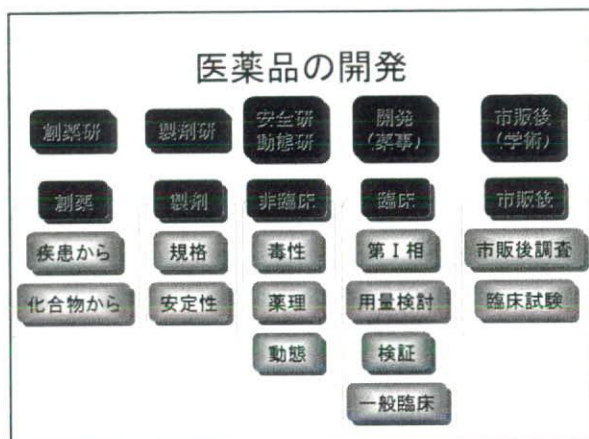 医薬品の開発
創薬研
製剤研
安全研
動態研
開発
(薬事)
市販後
(学術)
創薬
製剤
非臨床
臨床
市販後
疾患から
規格
毒性
第Ⅰ相
市販後調査
化合物から
安定性
薬理
用量検討
臨床試験
動態
検証
一般臨床